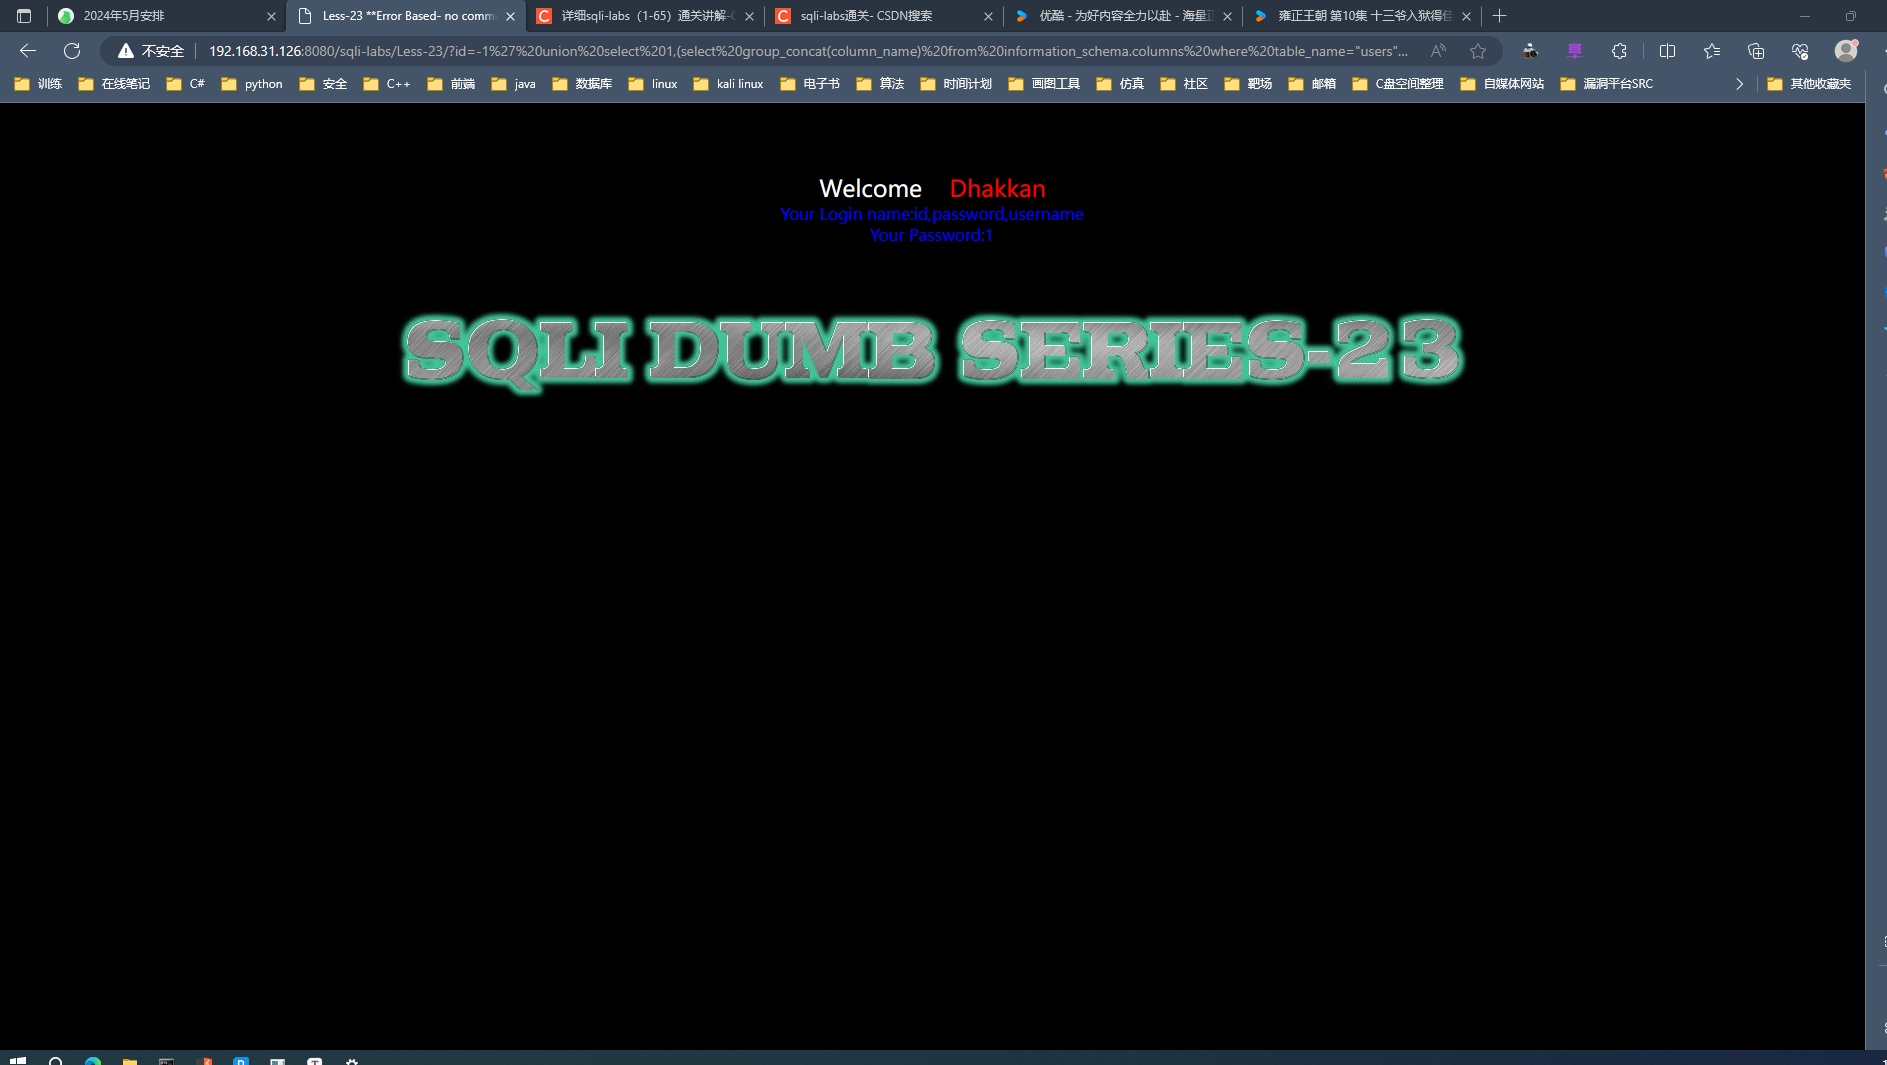 2024年5月安排
Less-23 **Error Based- no comm
详细sqli-labs（1-65）通关讲解-C
sqli-labs通关- CSDN搜索
优酷 - 为好内容全力以赴 - 海量正
雍正王朝 第10集 十三爷入狱得任
不安全
192.168.31.126:8080/sqli-labs/Less-23/?id=-1%27%20union%20select%201,(select%20group_concat(column_name)%20from%20information_schema.columns%20where%20table_name="users"...
训练 在线笔记 C# python 安全 C++ 前端 java 数据库 linux kali linux 电子书 算法 时间计划 画图工具 仿真 社区 靶场 邮箱 C盘空间整理 自媒体网站 漏洞平台SRC 其他收藏夹
Welcome Dhakkan
Your Login name:id,password,username
Your Password:1
SQLI DUMB SERIES-23